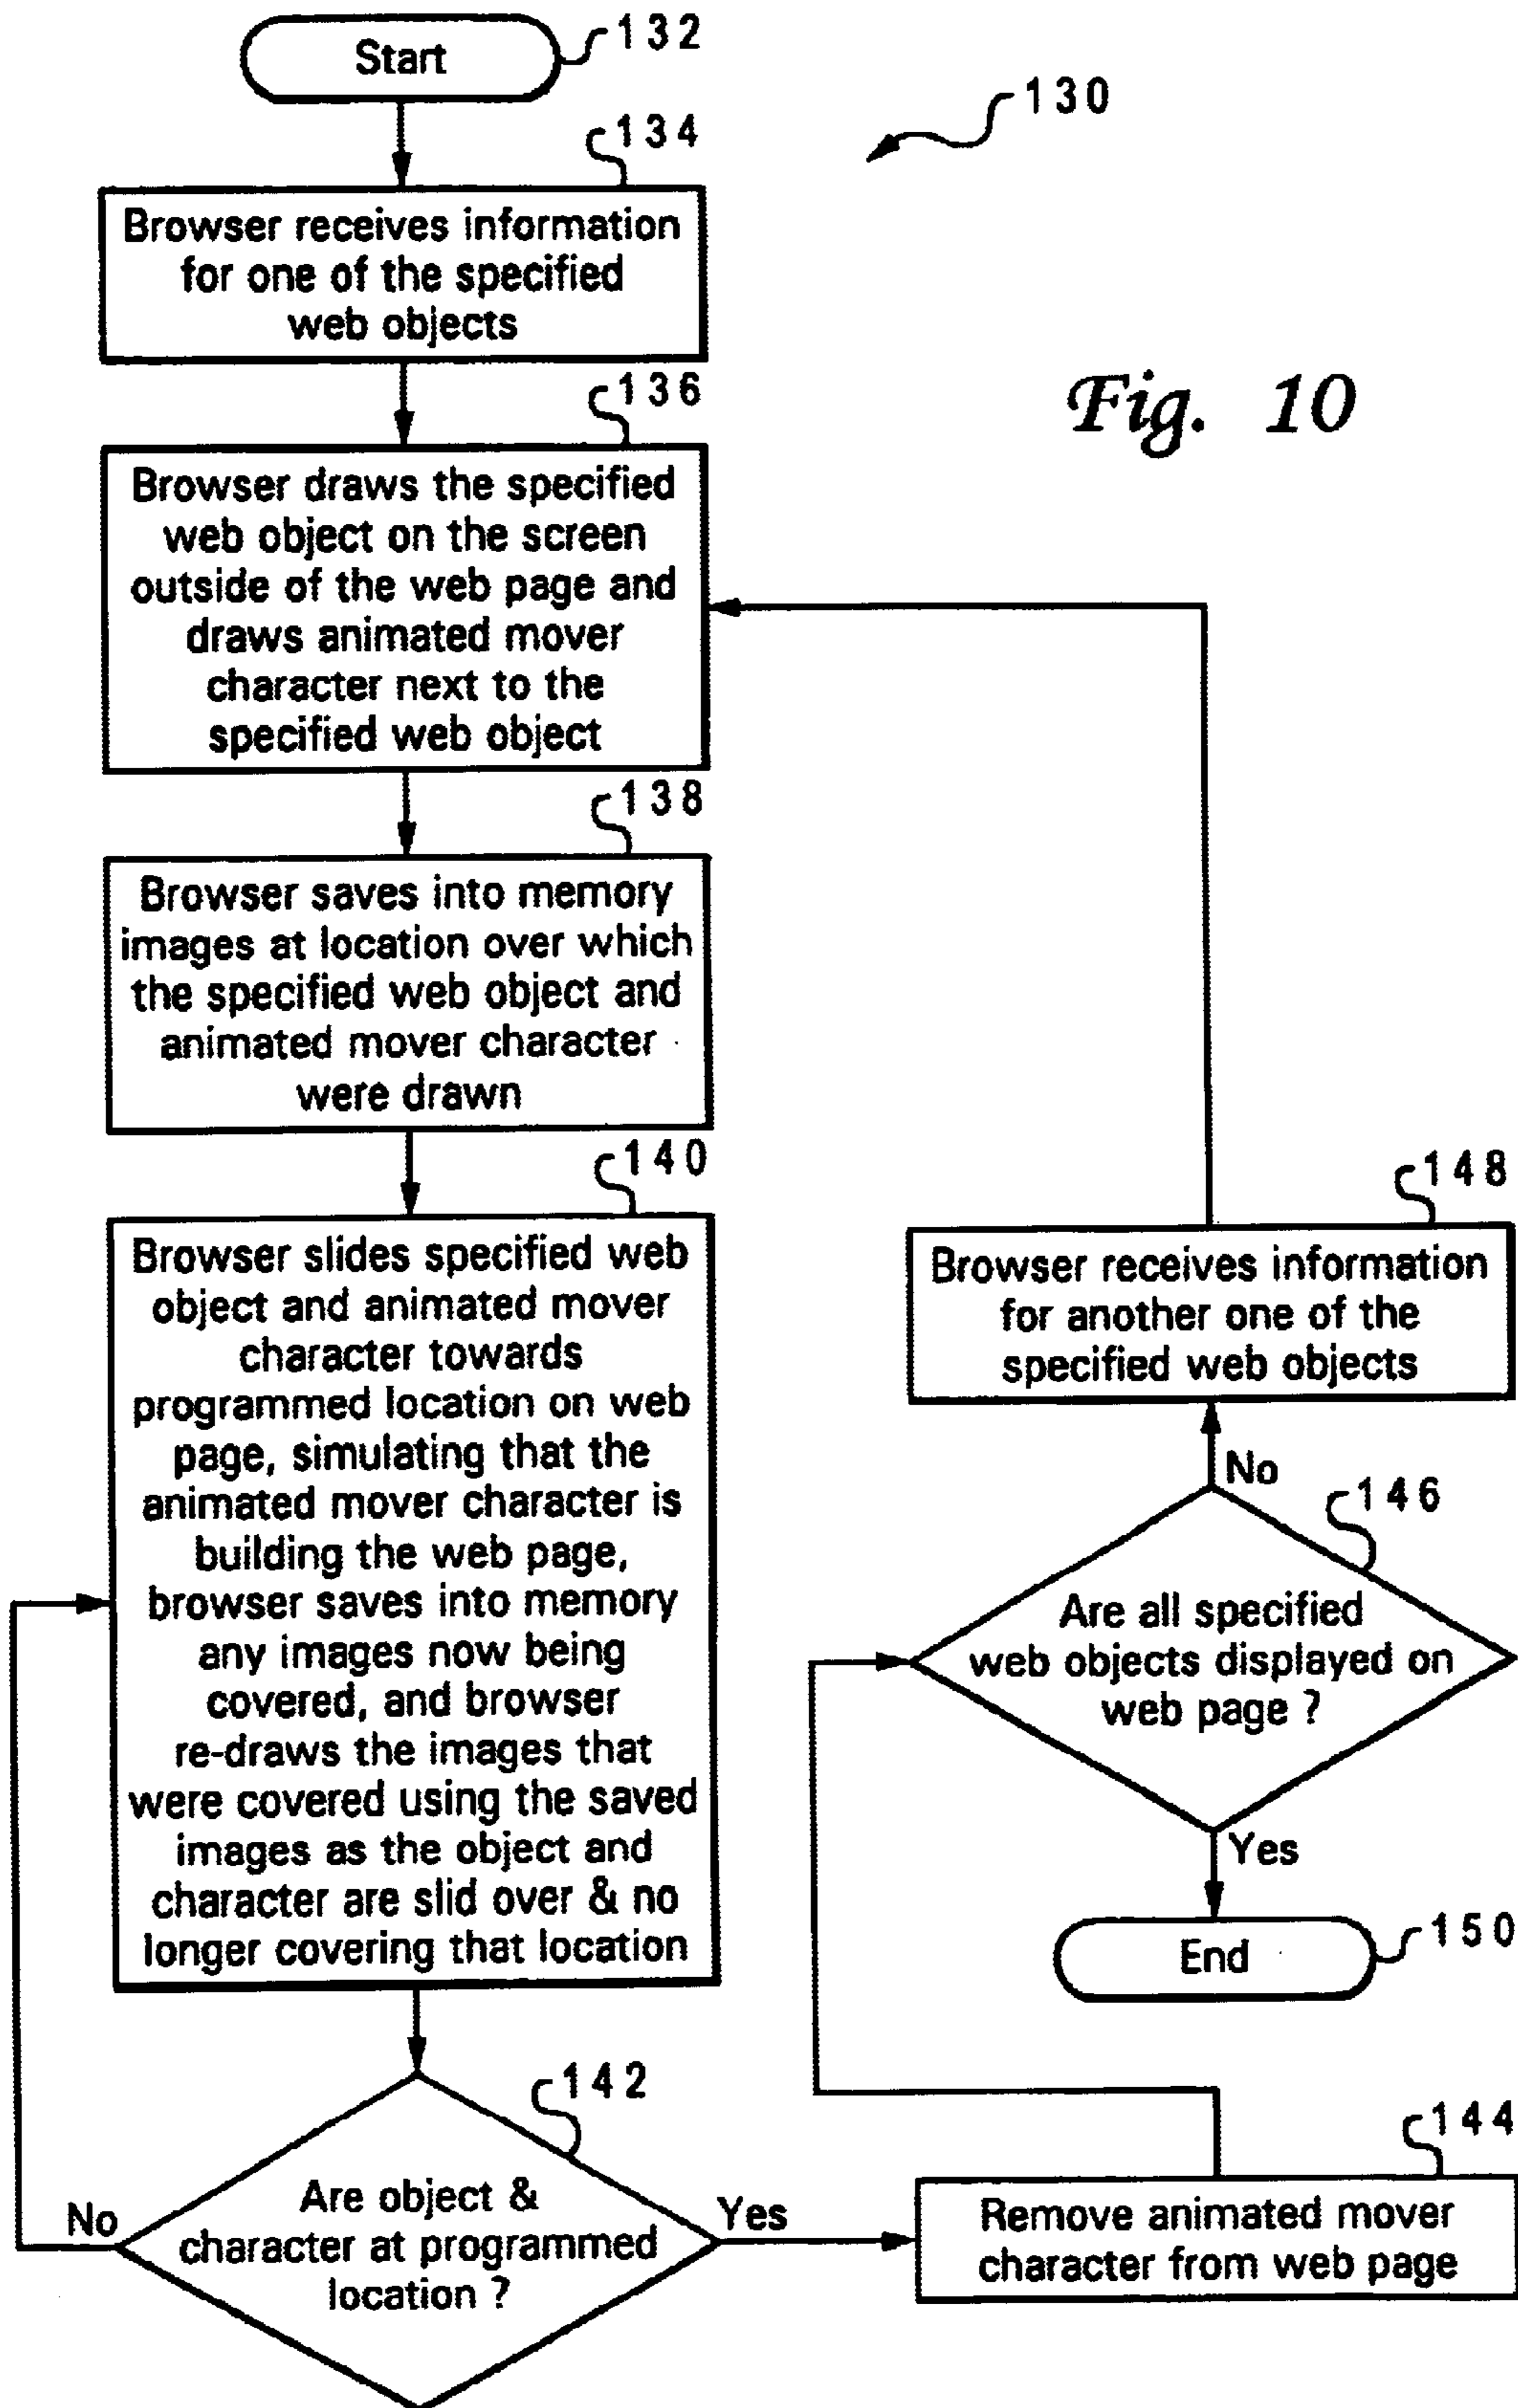 Start
132
130
134
Browser receives information
for one of the specified
web objects
Fig. 10
136
Browser draws the specified
web object on the screen
outside of the web page and
draws animated mover
character next to the
specified web object
138
Browser saves into memory
images at location over which
the specified web object and
animated mover character
were drawn
140
Browser slides specified web
object and animated mover
character towards
programmed location on web
page, simulating that the
animated mover character is
building the web page,
browser saves into memory
any images now being
covered, and browser
re-draws the images that
were covered using the saved
images as the object and
character are slid over & no
longer covering that location
142
Are object &
character at programmed
location ?
No
Yes
144
Remove animated mover
character from web page
146
Are all specified
web objects displayed on
web page ?
No
148
Browser receives information
for another one of the
specified web objects
Yes
End
150